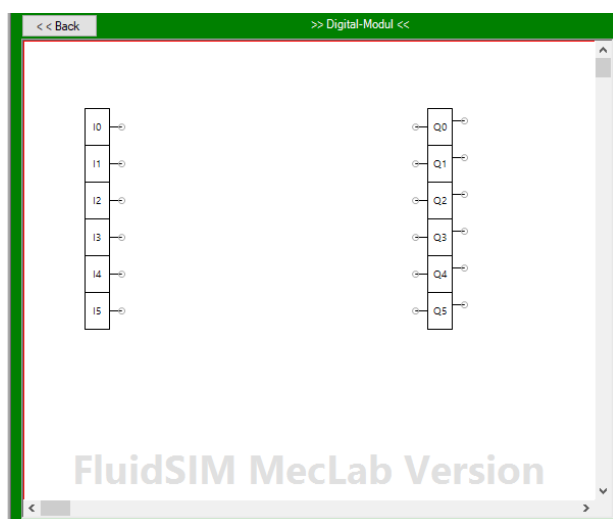 << Back
>> Digital-Modul <<
I0
I1
I2
I3
I4
I5
Q0
Q1
Q2
Q3
Q4
Q5
FluidSIM MecLab Version